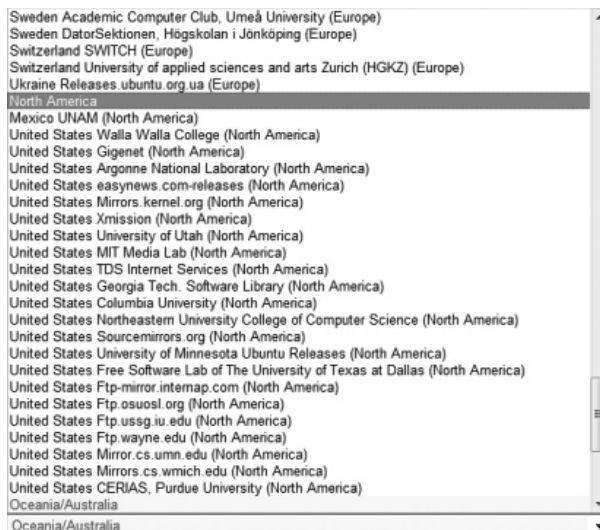 Sweden Academic Computer Club, Umeå University (Europe)
Sweden DatorSektionen, Högskolan i Jönköping (Europe)
Switzerland SWITCH (Europe)
Switzerland University of applied sciences and arts Zurich (HGKZ) (Europe)
Ukraine Releases.ubuntu.org.ua (Europe)
North America
Mexico UNAM (North America)
United States Walla Walla College (North America)
United States Gigenet (North America)
United States Argonne National Laboratory (North America)
United States easynews.com-releases (North America)
United States Mirrors.kernel.org (North America)
United States Xmission (North America)
United States University of Utah (North America)
United States MIT Media Lab (North America)
United States TDS Internet Services (North America)
United States Georgia Tech. Software Library (North America)
United States Columbia University (North America)
United States Northeastern University College of Computer Science (North America)
United States Sourcemirrors.org (North America)
United States University of Minnesota Ubuntu Releases (North America)
United States Free Software Lab of The University of Texas at Dallas (North America)
United States Ftp-mirror.internap.com (North America)
United States Ftp.osuosl.org (North America)
United States Ftp.ussg.iu.edu (North America)
United States Ftp.wayne.edu (North America)
United States Mirror.cs.umn.edu (North America)
United States Mirrors.cs.wmich.edu (North America)
United States CERIAS, Purdue University (North America)
Oceania/Australia
Oceania/Australia